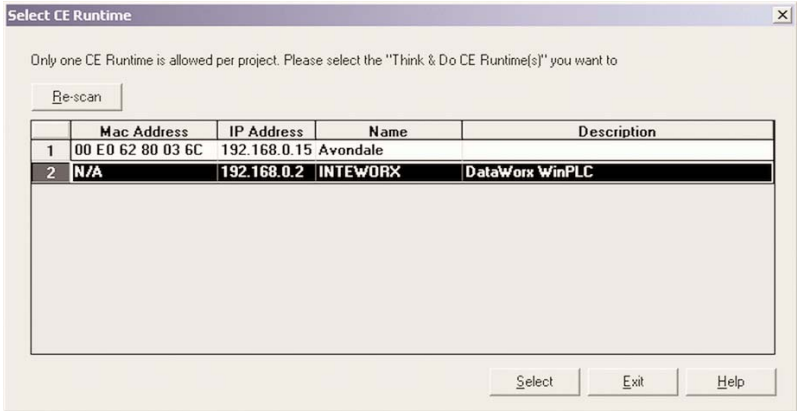 Select CE Runtime
Only one CE Runtime is allowed per project. Please select the "Think & Do CE Runtime(s)" you want to
Re-scan
Mac Address IP Address Name Description
1 00 E0 62 80 03 6C 192.168.0.15 Avondale
2 N/A 192.168.0.2 INTEWORX DataWorx WinPLC
Select Exit Help